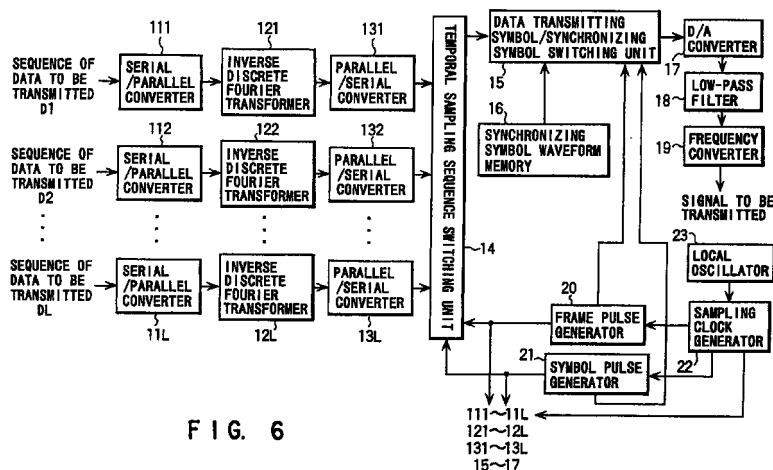 111
121
131
SEQUENCE OF
DATA TO BE
TRANSMITTED
D1
SERIAL
/PARALLEL
CONVERTER
INVERSE
DISCRETE
FOURIER
TRANSFORMER
PARALLEL
/SERIAL
CONVERTER
112
122
132
SEQUENCE OF
DATA TO BE
TRANSMITTED
D2
SERIAL
/PARALLEL
CONVERTER
INVERSE
DISCRETE
FOURIER
TRANSFORMER
PARALLEL
/SERIAL
CONVERTER
SEQUENCE OF
DATA TO BE
TRANSMITTED
DL
SERIAL
/PARALLEL
CONVERTER
INVERSE
DISCRETE
FOURIER
TRANSFORMER
PARALLEL
/SERIAL
CONVERTER
11L
12L
13L
TEMPORAL SAMPLING SEQUENCE SWITCHING UNIT
14
DATA TRANSMITTING
SYMBOL/SYNCHRONIZING
SYMBOL SWITCHING UNIT
15
16
SYNCHRONIZING
SYMBOL WAVEFORM
MEMORY
D/A
CONVERTER
17
LOW-PASS
FILTER
18
FREQUENCY
CONVERTER
19
SIGNAL TO BE
TRANSMITTED
23
LOCAL
OSCILLATOR
SAMPLING
CLOCK
GENERATOR
22
20
FRAME PULSE
GENERATOR
21
SYMBOL PULSE
GENERATOR
111~11L
121~12L
131~13L
15~17
FIG. 6